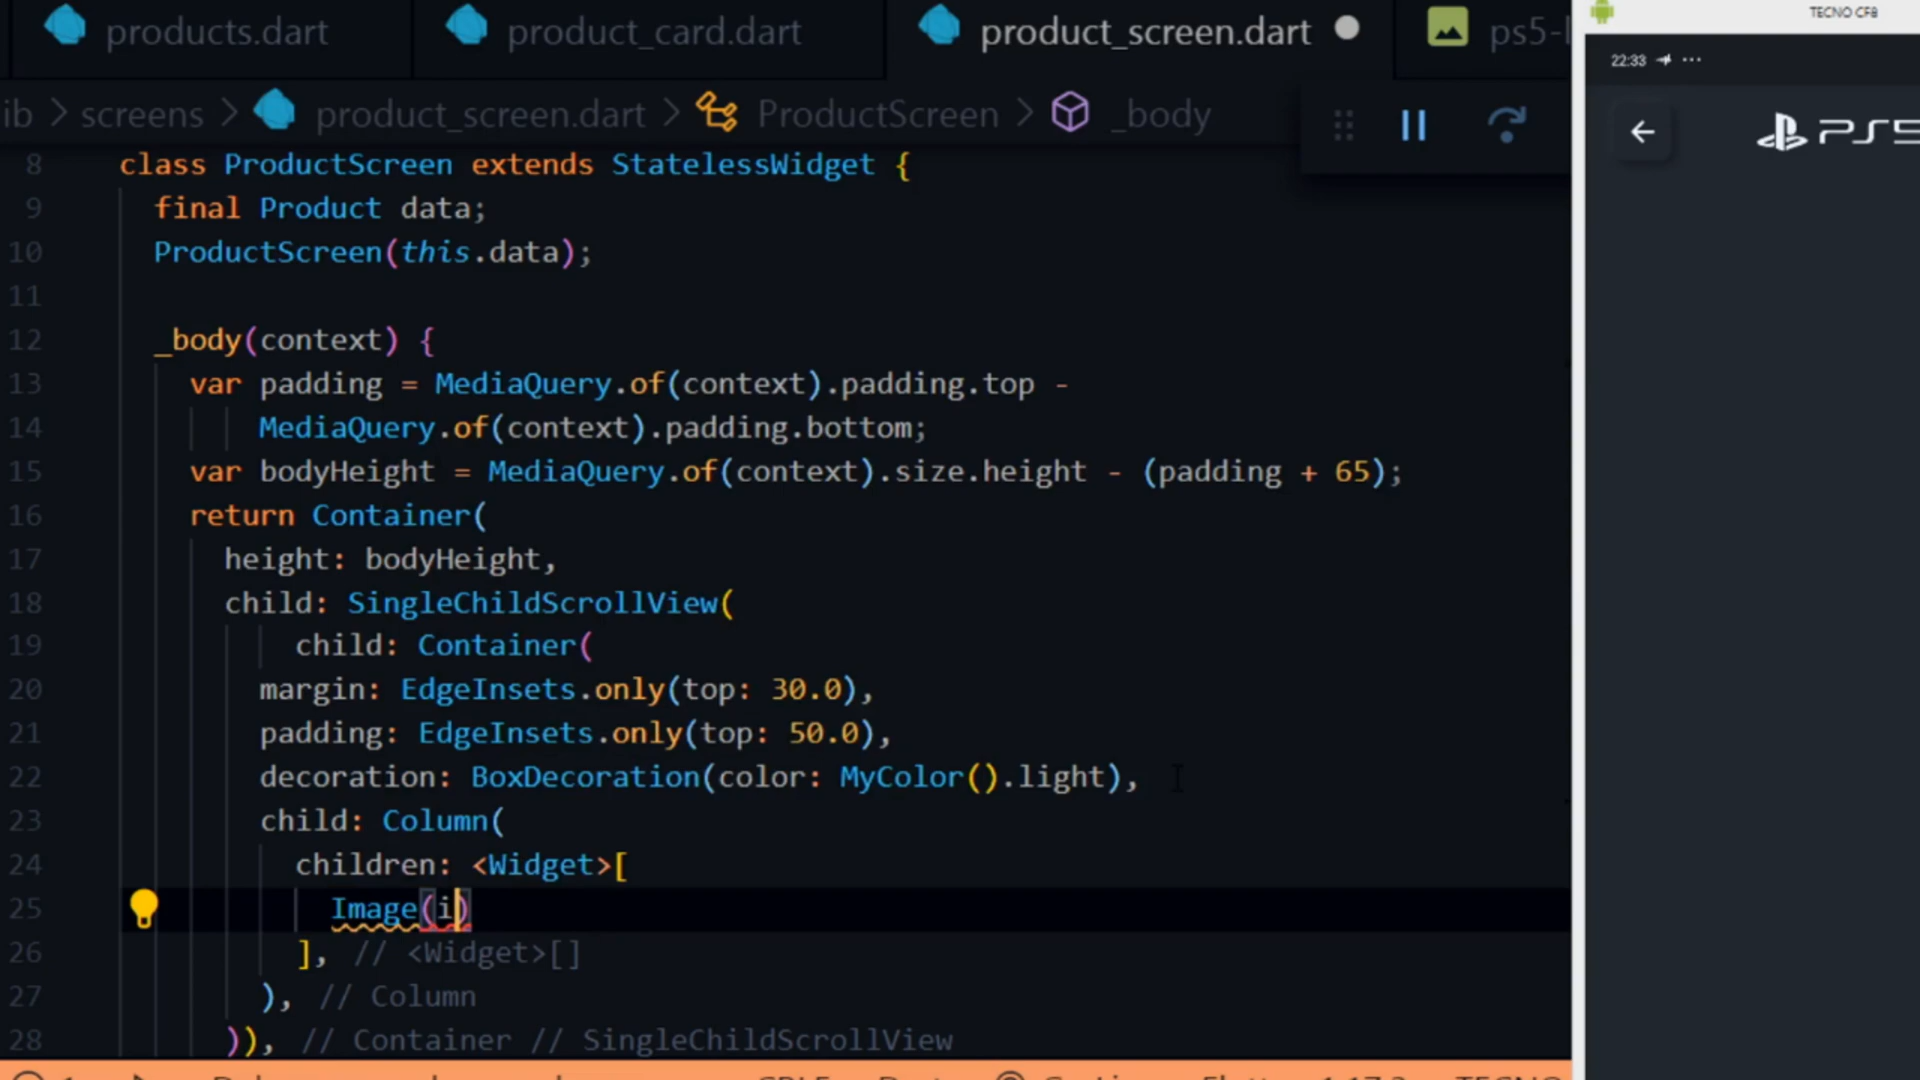 products.dart
product_card.dart
product_screen.dart
TECNO CF8
22:33
screens > product_screen.dart > ProductScreen > _body
PS5
8 class ProductScreen extends StatelessWidget {
9 final Product data;
10 ProductScreen(this.data);
11
12 _body(context) {
13 var padding = MediaQuery.of(context).padding.top -
14 MediaQuery.of(context).padding.bottom;
15 var bodyHeight = MediaQuery.of(context).size.height - (padding + 65);
16 return Container(
17 height: bodyHeight,
18 child: SingleChildScrollView(
19 child: Container(
20 margin: EdgeInsets.only(top: 30.0),
21 padding: EdgeInsets.only(top: 50.0),
22 decoration: BoxDecoration(color: MyColor().light),
23 child: Column(
24 children: <Widget>[
25 Image(i)
26 ], // <Widget>[]
27 ), // Column
28 )), // Container // SingleChildScrollView